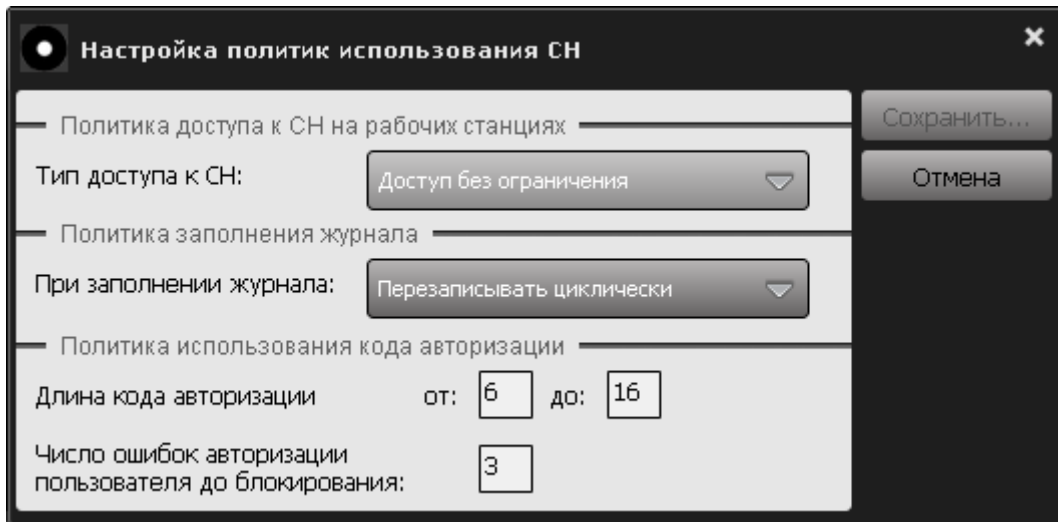 Настройка политик использования СН
Политика доступа к СН на рабочих станциях
Сохранить...
Тип доступа к СН:
Доступ без ограничения
Отмена
Политика заполнения журнала
При заполнении журнала:
Перезаписывать циклически
Политика использования кода авторизации
Длина кода авторизации от: 6 до: 16
Число ошибок авторизации
пользователя до блокирования:
3